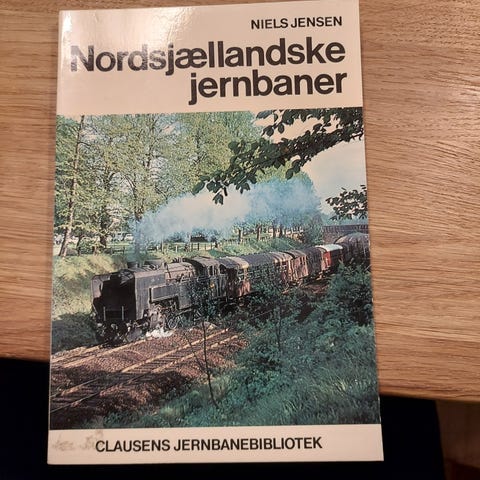 NIELS JENSEN
Nordsjællandske
jernbaner
CLAUSENS JERNBANEBIBLIOTEK